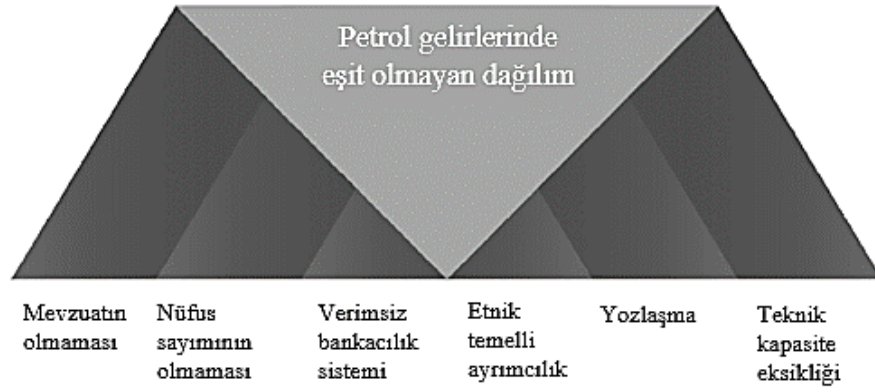 Petrol gelirlerinde
eşit olmayan dağılım
Mevzuatın
olmaması
Nüfus
sayımının
olmaması
Verimsiz
bankacılık
sistemi
Etnik
temelli
ayrımcılık
Yozlaşma
Teknik
kapasite
eksikliği